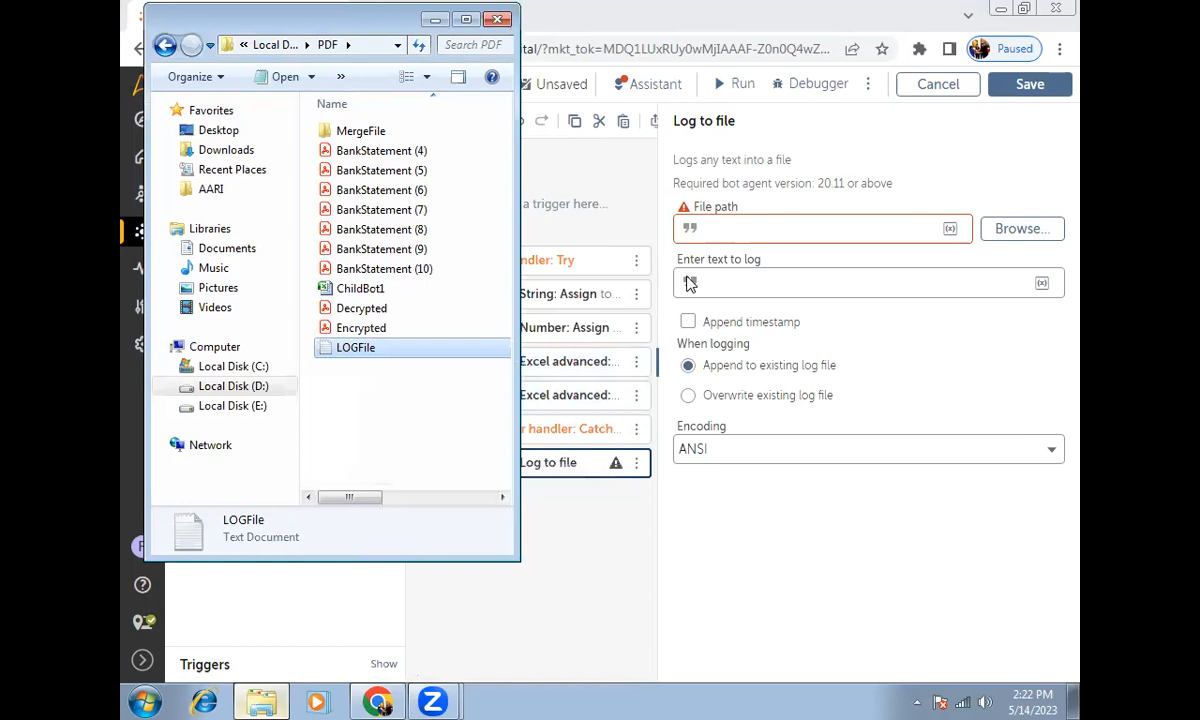 « Local D... ▸ PDF ▸
Search PDF
Organize
Open
»
Favorites
Desktop
Downloads
Recent Places
AARI
Libraries
Documents
Music
Pictures
Videos
Computer
Local Disk (C:)
Local Disk (D:)
Local Disk (E:)
Network
Name
MergeFile
BankStatement (4)
BankStatement (5)
BankStatement (6)
BankStatement (7)
BankStatement (8)
BankStatement (9)
BankStatement (10)
ChildBot1
Decrypted
Encrypted
LOGFile
LOGFile
Text Document
ital/?mkt_tok=MDQ1LUxRUy0wMjIAAAF-Z0n0Q4wZ...
Paused
Unsaved
Assistant
Run
Debugger
Cancel
Save
a trigger here...
ndler: Try
String: Assign to...
Number: Assign
Excel advanced:...
Excel advanced:...
r handler: Catch...
Log to file
Log to file
Logs any text into a file
Required bot agent version: 20.11 or above
File path
Browse...
Enter text to log
Append timestamp
When logging
Append to existing log file
Overwrite existing log file
Encoding
ANSI
Triggers
Show
2:22 PM
5/14/2023